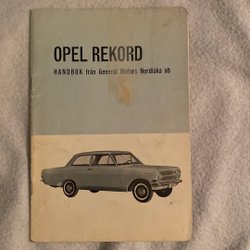 OPEL REKORD
HANDBOK från General Motors Nordiska ab